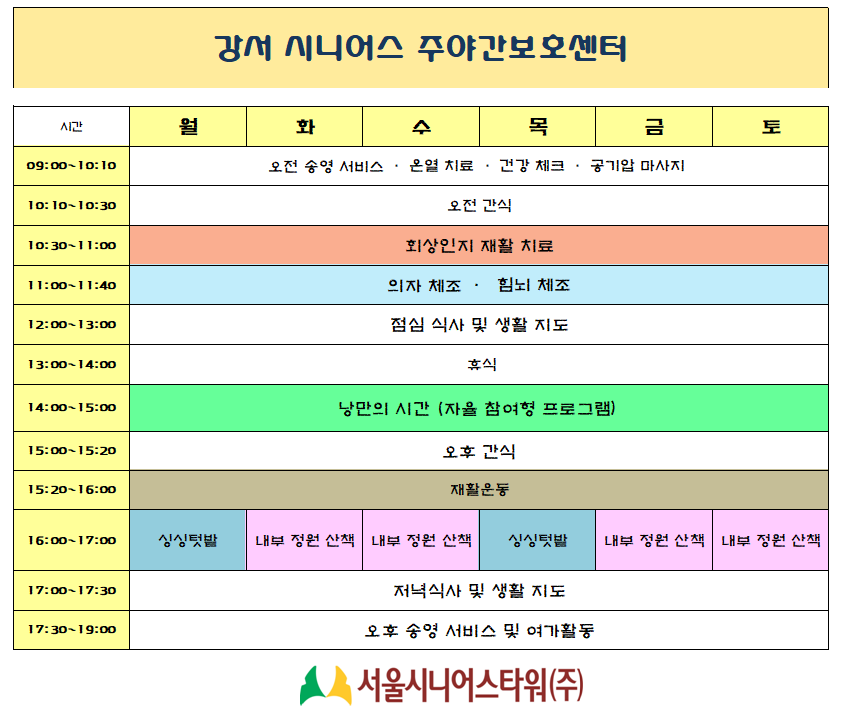 강서 시니어스 주야간보호센터
시간 월 화 수 목 금 토
09:00~10:10 오전 송영 서비스 · 온열 치료 · 건강 체크 · 공기압 마사지
10:10~10:30 오전 간식
10:30~11:00 회상인지 재활 치료
11:00~11:40 의자 체조 · 힘뇌 체조
12:00~13:00 점심 식사 및 생활 지도
13:00~14:00 휴식
14:00~15:00 낭만의 시간 (자율 참여형 프로그램)
15:00~15:20 오후 간식
15:20~16:00 재활운동
16:00~17:00 싱싱텃밭 내부 정원 산책 내부 정원 산책 싱싱텃밭 내부 정원 산책 내부 정원 산책
17:00~17:30 저녁식사 및 생활 지도
17:30~19:00 오후 송영 서비스 및 여가활동
서울시니어스타워(주)